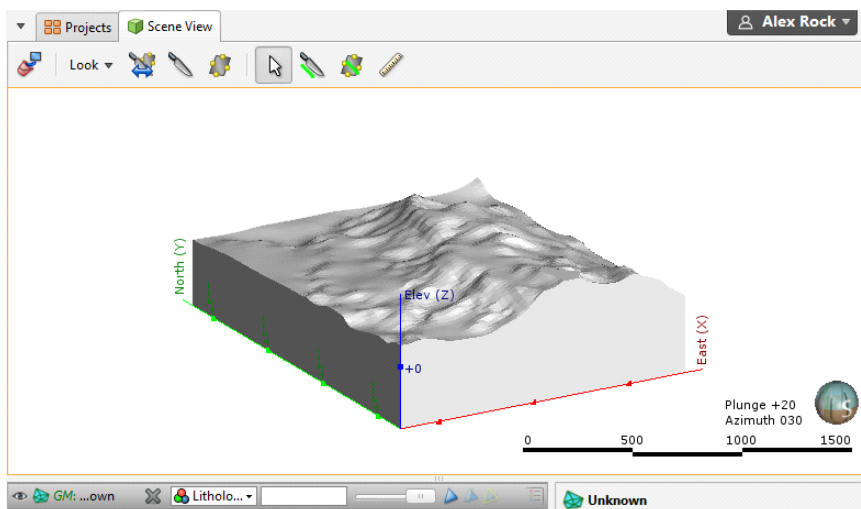 Projects
Scene View
Alex Rock
Look
North (Y)
Elev (Z)
+0
East (X)
Plunge +20
Azimuth 030
S
0 500 1000 1500
GM: ...own
Litholo...
Unknown